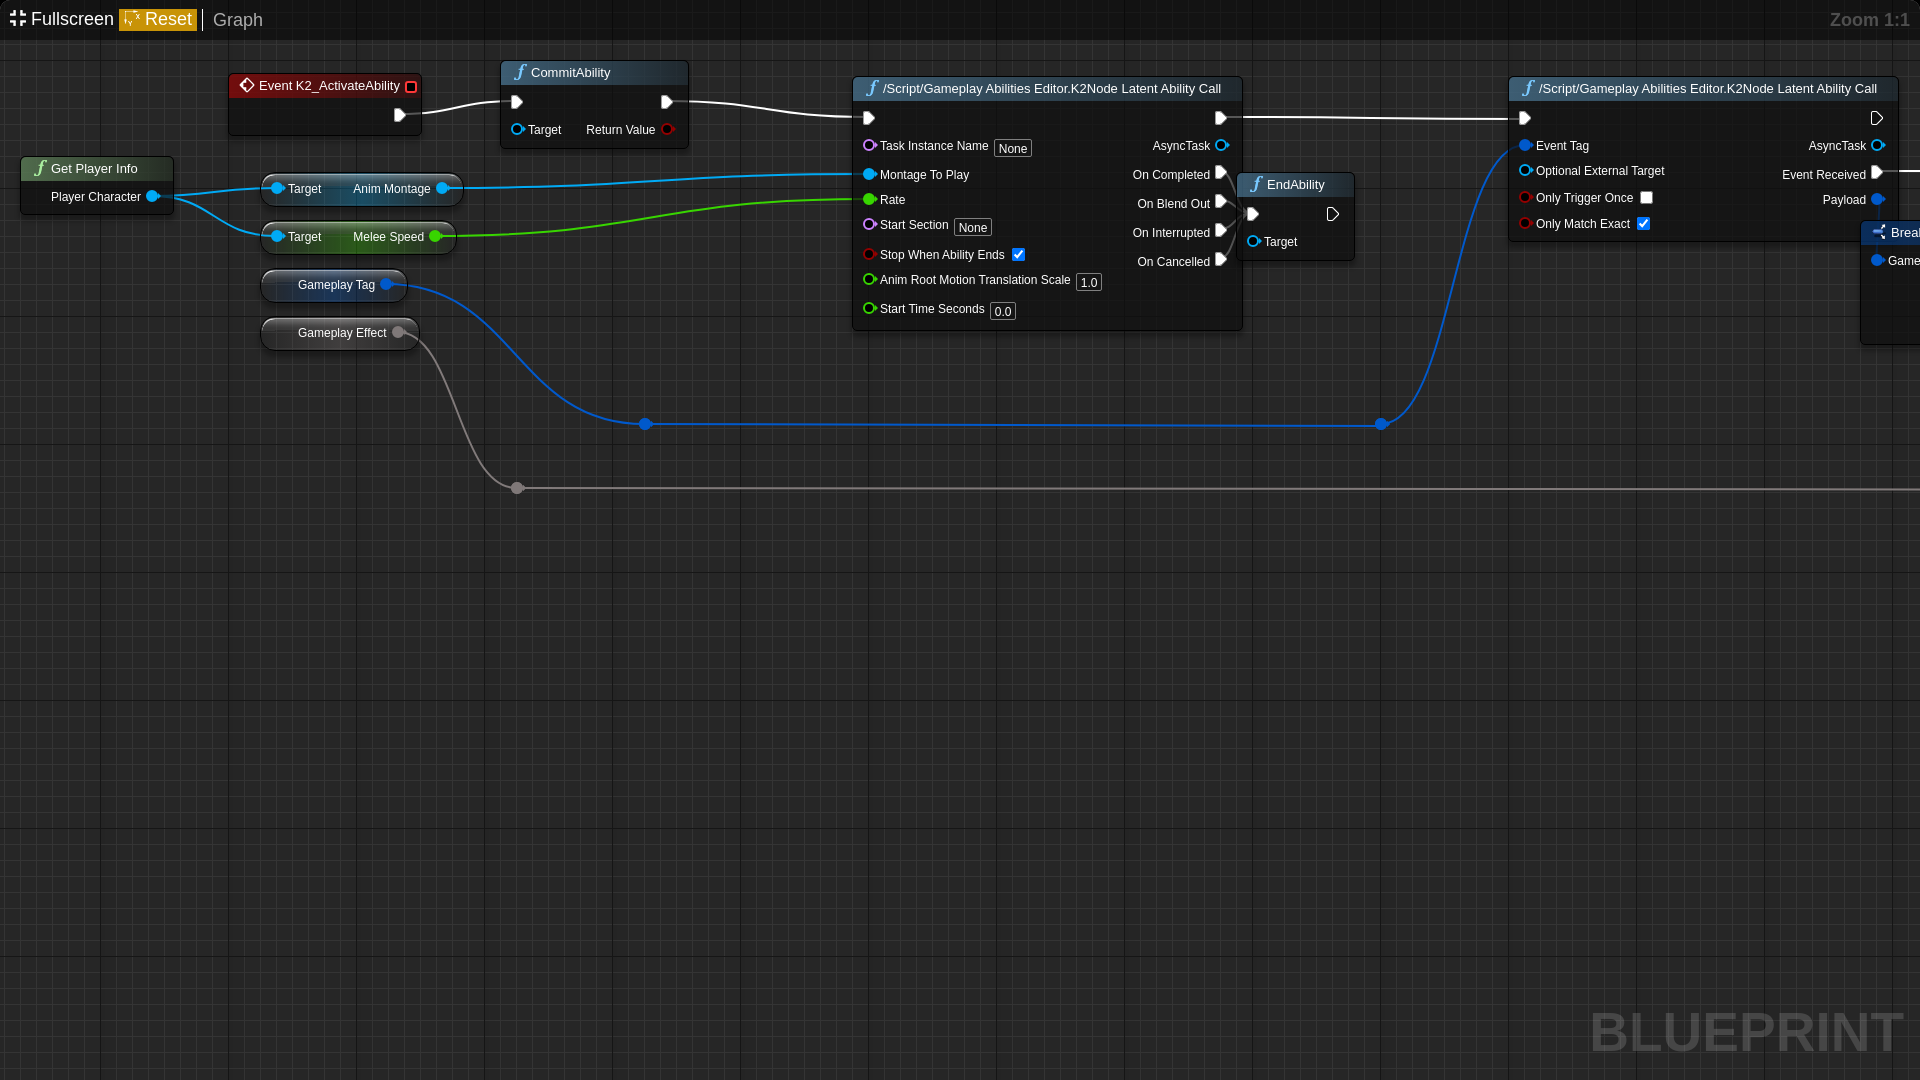 Fullscreen Reset Graph
Zoom 1:1
Event K2_ActivateAbility
CommitAbility
Target
Return Value
Get Player Info
Player Character
Target Anim Montage
Target Melee Speed
Gameplay Tag
Gameplay Effect
/Script/Gameplay Abilities Editor.K2Node Latent Ability Call
Task Instance Name None
AsyncTask
Montage To Play
On Completed
Rate
On Blend Out
Start Section None
On Interrupted
Stop When Ability Ends
On Cancelled
Anim Root Motion Translation Scale 1.0
Start Time Seconds 0.0
EndAbility
Target
/Script/Gameplay Abilities Editor.K2Node Latent Ability Call
Event Tag
AsyncTask
Optional External Target
Event Received
Only Trigger Once
Payload
Only Match Exact
Break
Game
BLUEPRINT